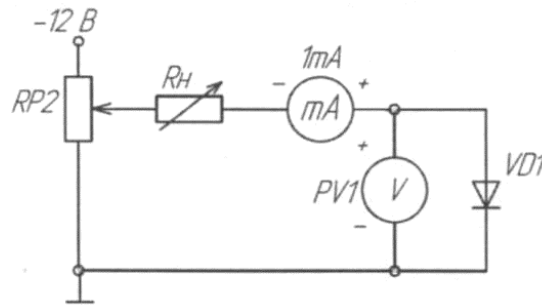 -12 В
RP2
Rн
1mA
- +
mA
+
PV1 V
-
VD1